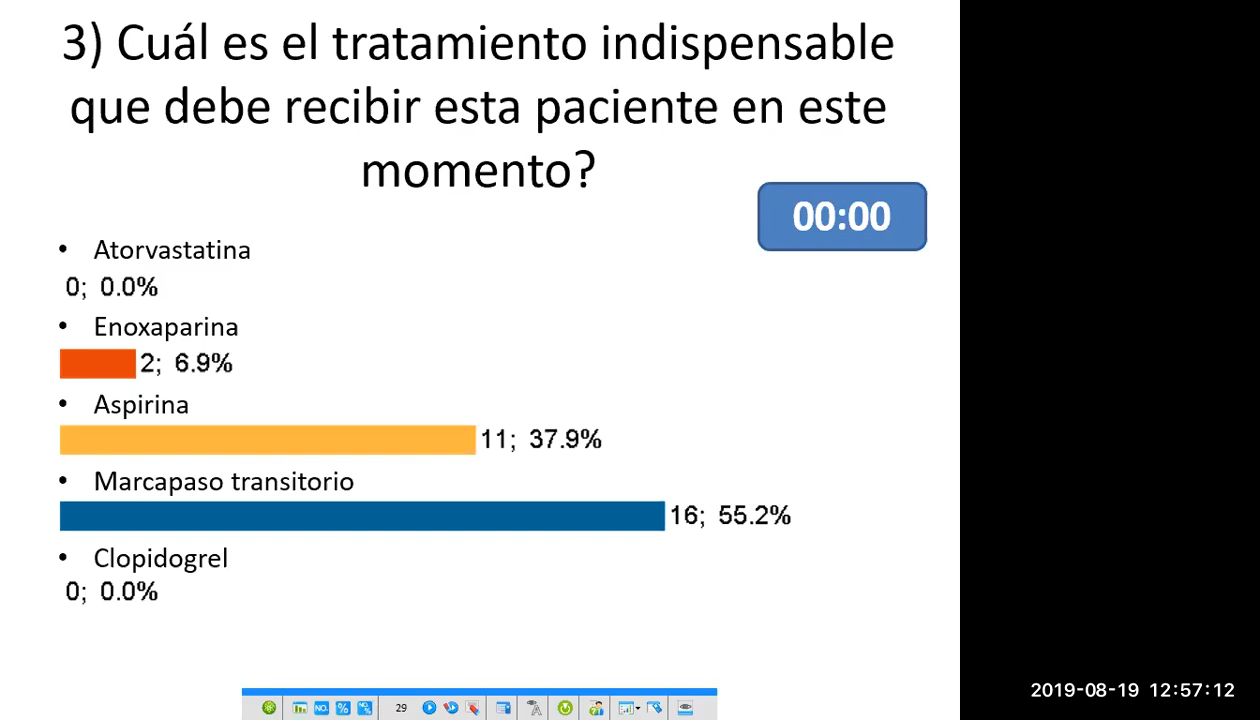 3) Cuál es el tratamiento indispensable
que debe recibir esta paciente en este
momento?
00:00
• Atorvastatina
0; 0.0%
• Enoxaparina
2; 6.9%
• Aspirina
11; 37.9%
• Marcapaso transitorio
16; 55.2%
• Clopidogrel
0; 0.0%
NO. % 29
2019-08-19 12:57:12